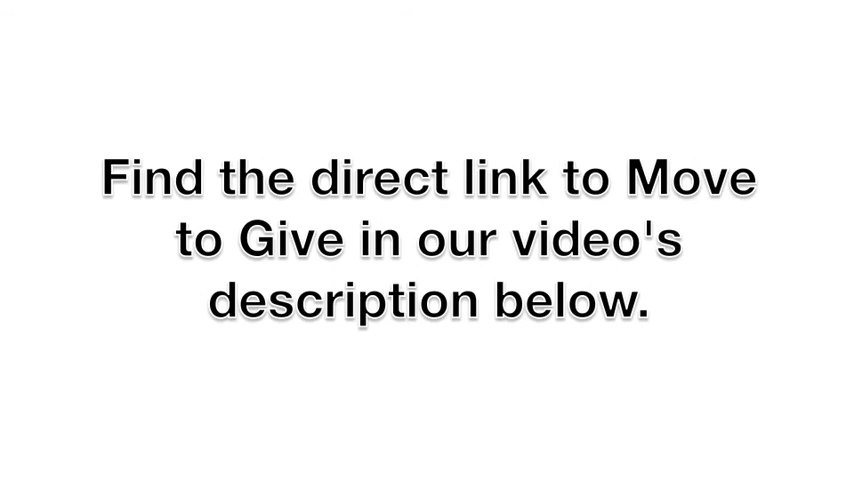 Find the direct link to Move
to Give in our video's
description below.